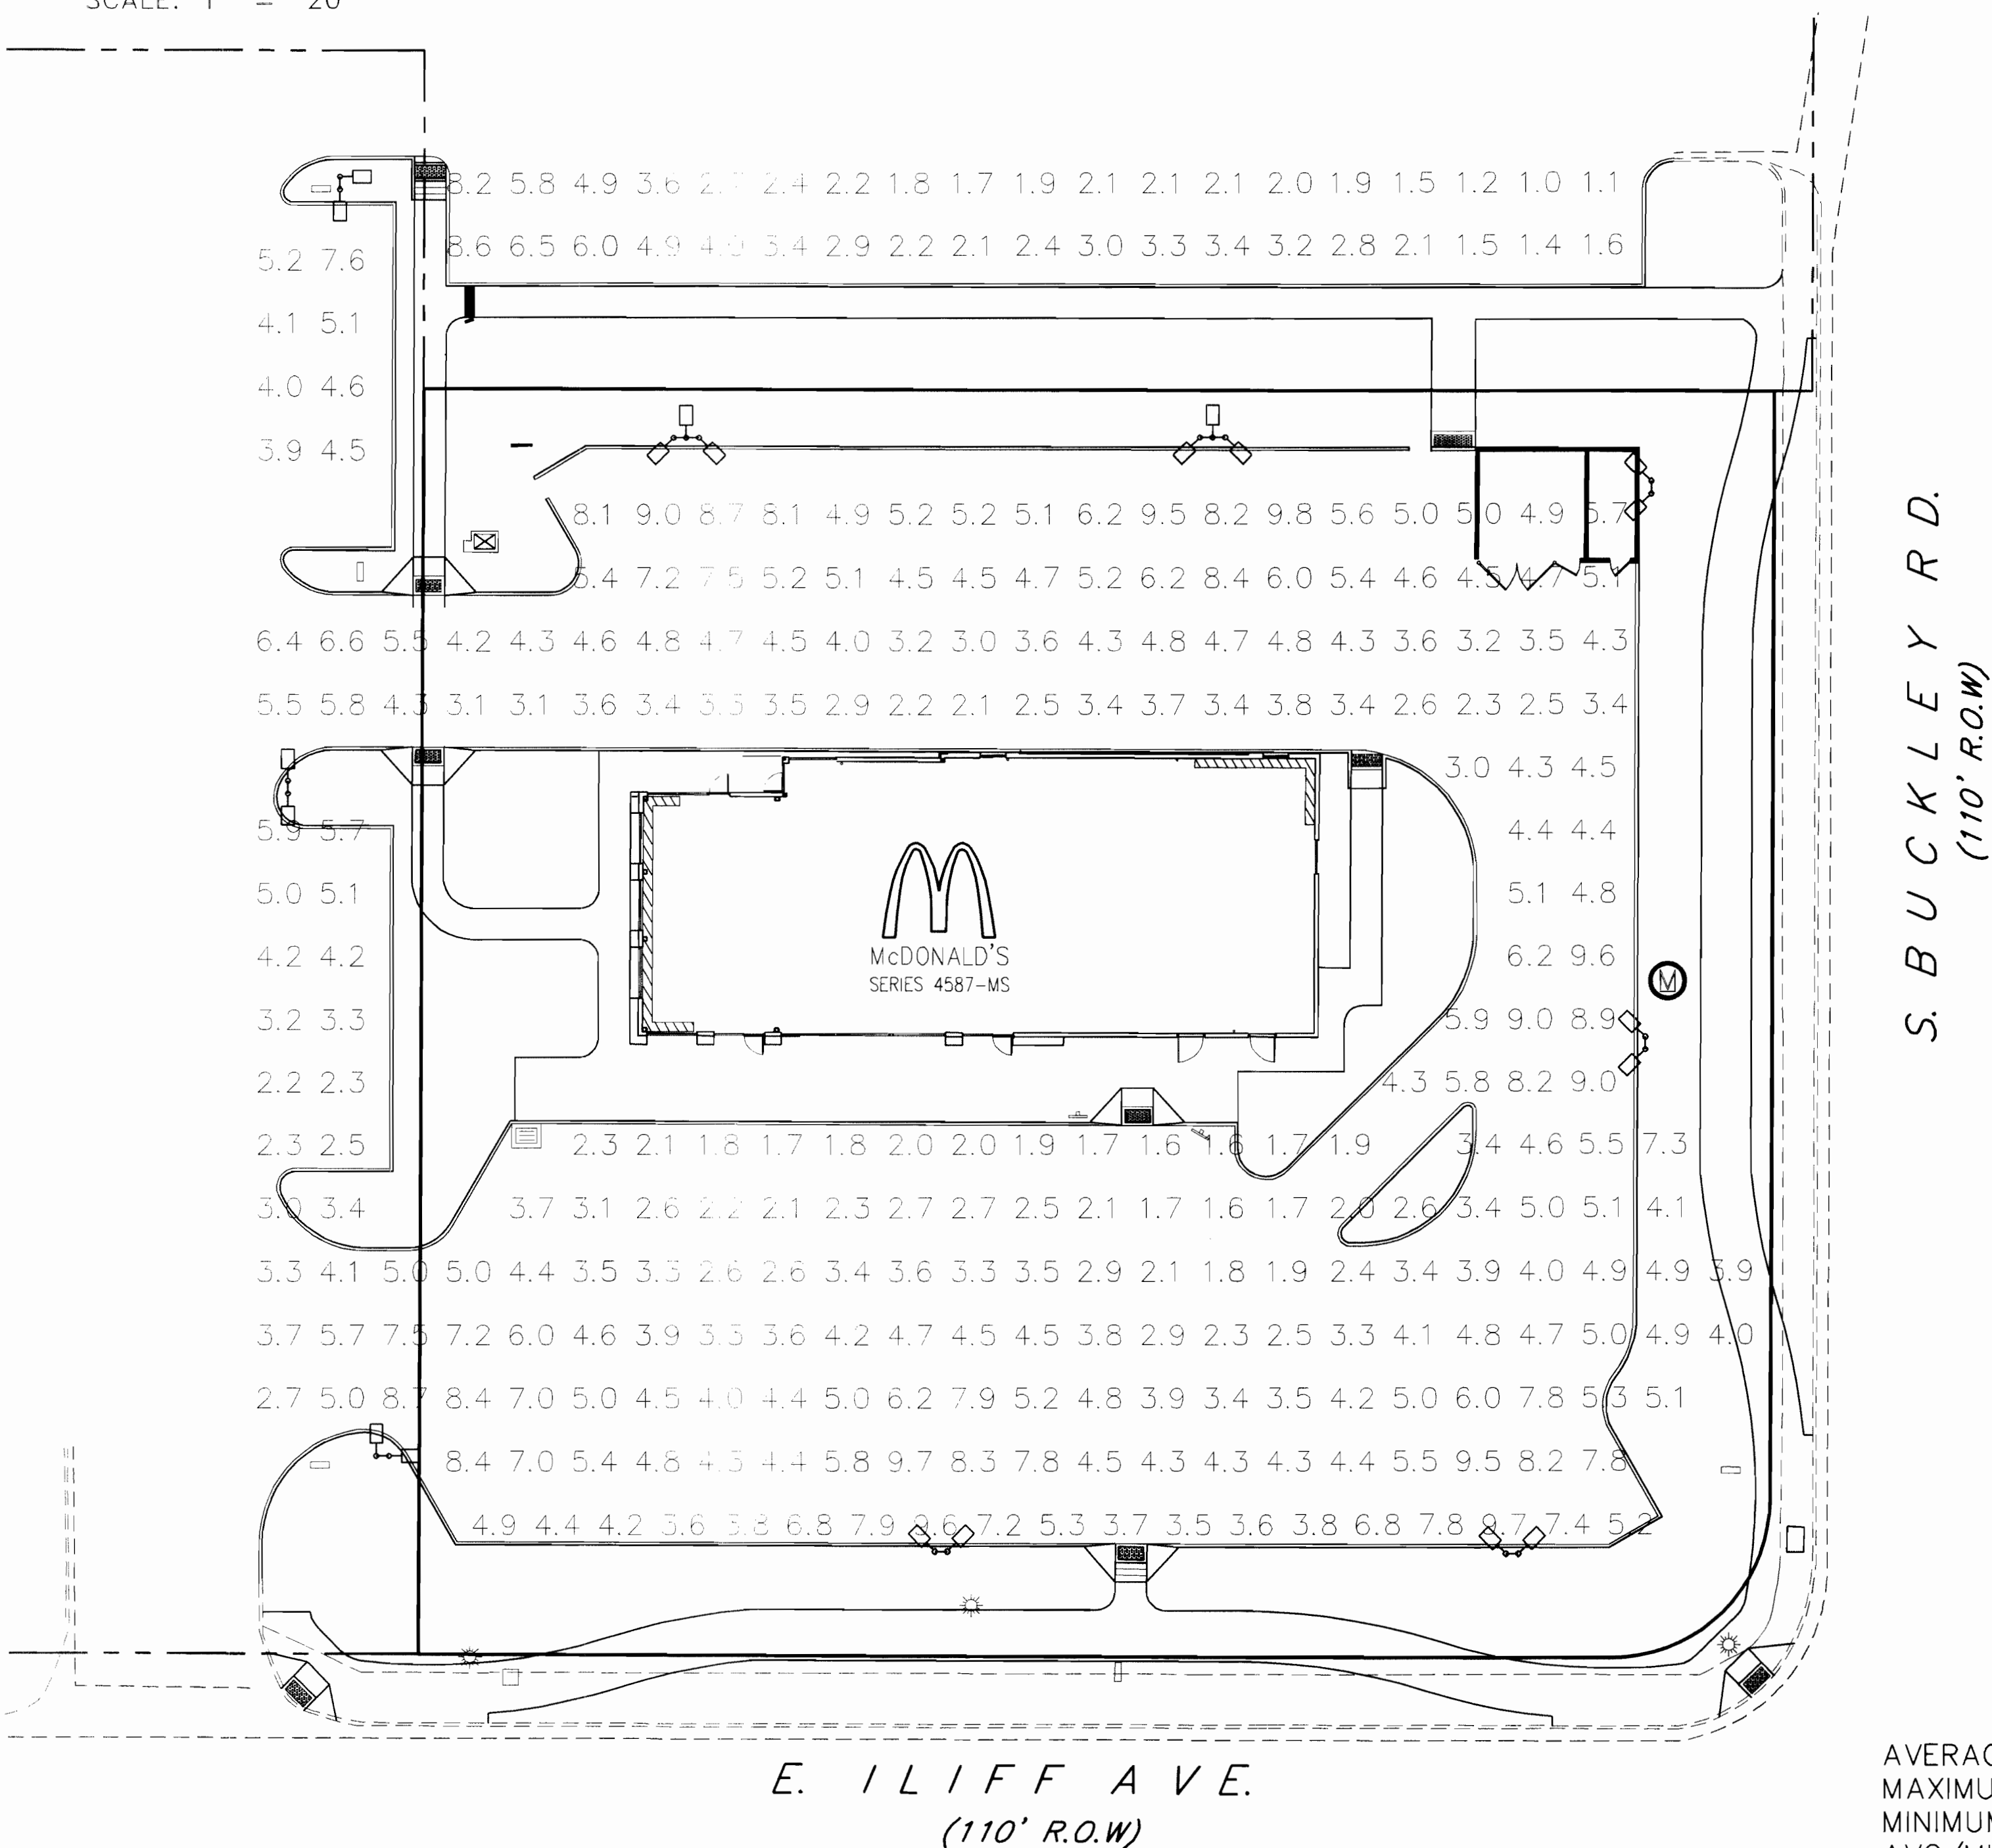 SCALE: 1" = 20'
8.2 5.8 4.9 3.6 2.7 2.4 2.2 1.8 1.7 1.9 2.1 2.1 2.1 2.0 1.9 1.5 1.2 1.0 1.1
8.6 6.5 6.0 4.9 4.0 3.4 2.9 2.2 2.1 2.4 3.0 3.3 3.4 3.2 2.8 2.1 1.5 1.4 1.6
5.2 7.6
4.1 5.1
4.0 4.6
3.9 4.5
8.1 9.0 8.7 8.1 4.9 5.2 5.2 5.1 6.2 9.5 8.2 9.8 5.6 5.0 5.0 4.9 5.7
5.4 7.2 7.5 5.2 5.1 4.5 4.5 4.7 5.2 6.2 8.4 6.0 5.4 4.6 4.5 4.7 5.1
6.4 6.6 5.5 4.2 4.3 4.6 4.8 4.7 4.5 4.0 3.2 3.0 3.6 4.3 4.8 4.7 4.8 4.3 3.6 3.2 3.5 4.3
5.5 5.8 4.3 3.1 3.1 3.6 3.4 3.3 3.5 2.9 2.2 2.1 2.5 3.4 3.7 3.4 3.8 3.4 2.6 2.3 2.5 3.4
3.0 4.3 4.5
5.9 5.7
4.4 4.4
5.0 5.1
5.1 4.8
4.2 4.2
McDONALD'S
6.2 9.6
M
SERIES 4587-MS
3.2 3.3
5.9 9.0 8.9
2.2 2.3
4.3 5.8 8.2 9.0
2.3 2.5
2.3 2.1 1.8 1.7 1.8 2.0 2.0 1.9 1.7 1.6 1.6 1.7 1.9 3.4 4.6 5.5 7.3
3.0 3.4
3.7 3.1 2.6 2.2 2.1 2.3 2.7 2.7 2.5 2.1 1.7 1.6 1.7 2.0 2.6 3.4 5.0 5.1 4.1
3.3 4.1 5.0 5.0 4.4 3.5 3.3 2.6 2.6 3.4 3.6 3.3 3.5 2.9 2.1 1.8 1.9 2.4 3.4 3.9 4.0 4.9 4.9 3.9
3.7 5.7 7.5 7.2 6.0 4.6 3.9 3.3 3.6 4.2 4.7 4.5 4.5 3.8 2.9 2.3 2.5 3.3 4.1 4.8 4.7 5.0 4.9 4.0
2.7 5.0 8.7 8.4 7.0 5.0 4.5 4.0 4.4 5.0 6.2 7.9 5.2 4.8 3.9 3.4 3.5 4.2 5.0 6.0 7.8 5.3 5.1
8.4 7.0 5.4 4.8 4.3 4.4 5.8 9.7 8.3 7.8 4.5 4.3 4.3 4.3 4.4 5.5 9.5 8.2 7.8
4.9 4.4 4.2 3.6 3.8 6.8 7.9 9.6 7.2 5.3 3.7 3.5 3.6 3.8 6.8 7.8 9.7 7.4 5.2
S. BUCKLEY RD.
(110' R.O.W)
E. ILIFF AVE.
(110' R.O.W)